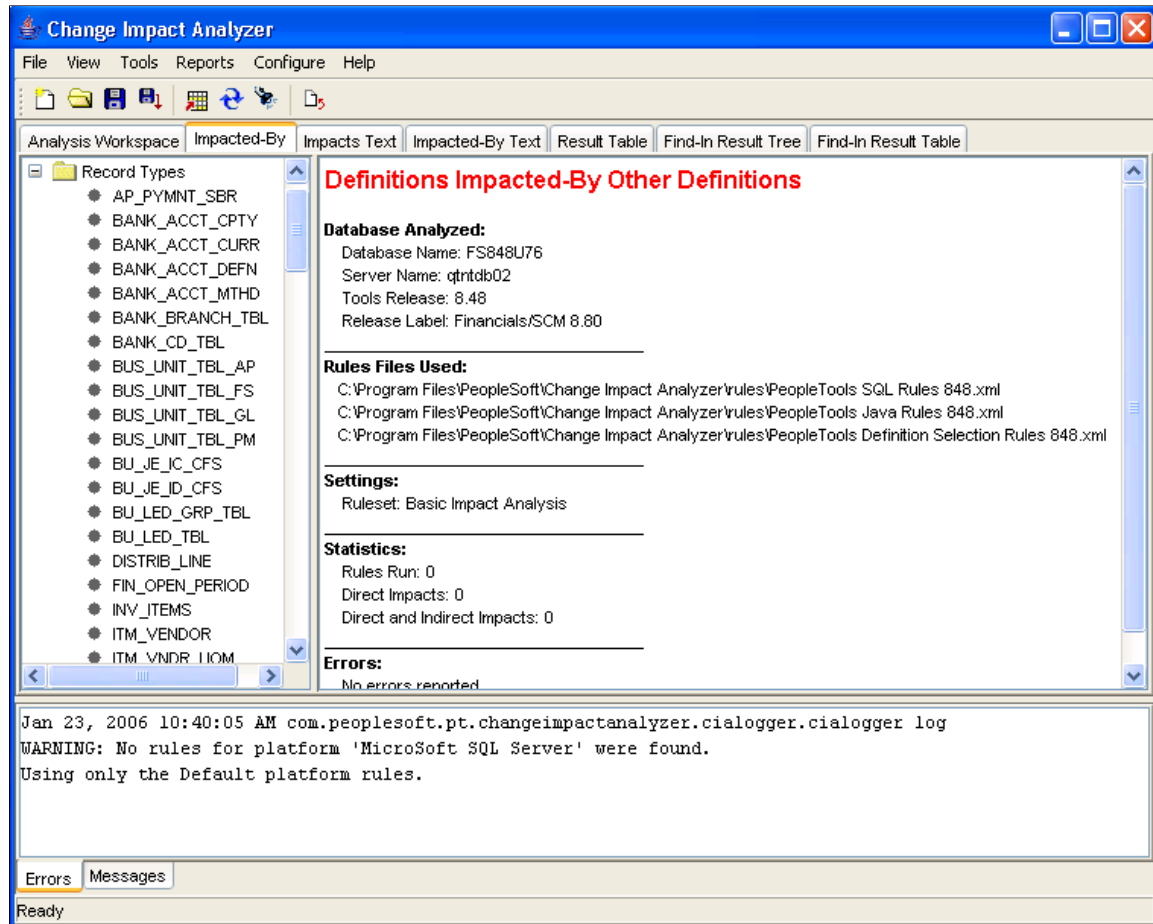 Change Impact Analyzer
File View Tools Reports Configure Help
Analysis Workspace Impacted-By Impacts Text Impacted-By Text Result Table Find-In Result Tree Find-In Result Table
Record Types
AP_PYMNT_SBR
BANK_ACCT_CPTY
BANK_ACCT_CURR
BANK_ACCT_DEFN
BANK_ACCT_MTHD
BANK_BRANCH_TBL
BANK_CD_TBL
BUS_UNIT_TBL_AP
BUS_UNIT_TBL_FS
BUS_UNIT_TBL_GL
BUS_UNIT_TBL_PM
BU_JE_IC_CFS
BU_JE_ID_CFS
BU_LED_GRP_TBL
BU_LED_TBL
DISTRIB_LINE
FIN_OPEN_PERIOD
INV_ITEMS
ITM_VENDOR
ITM_VNDR_UOM
Definitions Impacted-By Other Definitions
Database Analyzed:
Database Name: FS848U76
Server Name: qtntdb02
Tools Release: 8.48
Release Label: Financials/SCM 8.80
Rules Files Used:
C:\Program Files\PeopleSoft\Change Impact Analyzer\rules\PeopleTools SQL Rules 848.xml
C:\Program Files\PeopleSoft\Change Impact Analyzer\rules\PeopleTools Java Rules 848.xml
C:\Program Files\PeopleSoft\Change Impact Analyzer\rules\PeopleTools Definition Selection Rules 848.xml
Settings:
Ruleset: Basic Impact Analysis
Statistics:
Rules Run: 0
Direct Impacts: 0
Direct and Indirect Impacts: 0
Errors:
No errors reported
Jan 23, 2006 10:40:05 AM com.peoplesoft.pt.changeimpactanalyzer.cialogger.cialogger log
WARNING: No rules for platform 'MicroSoft SQL Server' were found.
Using only the Default platform rules.
Errors Messages
Ready